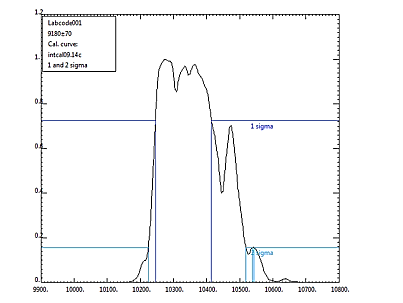 1.2
Labcode001
9180±70
Cal. curve:
intcal09.14c
1 and 2 sigma
1.0
0.8
1 sigma
0.6
0.4
0.2
sigma
0.
9900. 10000. 10100. 10200. 10300. 10400. 10500. 10600. 10700. 10800.